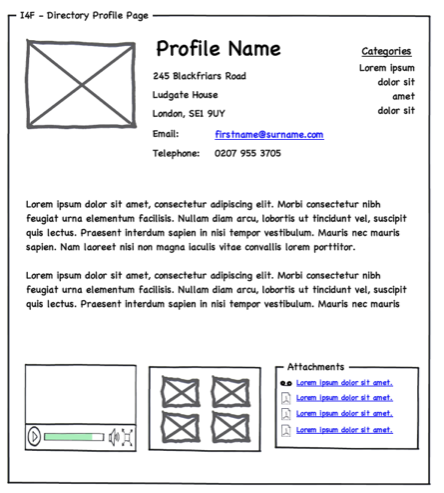 I4F - Directory Profile Page
Profile Name
245 Blackfriars Road
Ludgate House
London, SE1 9UY
Email: firstname@surname.com
Telephone: 0207 955 3705
Categories
Lorem ipsum
dolor sit
amet
dolor sit
Lorem ipsum dolor sit amet, consectetur adipiscing elit. Morbi consectetur nibh
feugiat urna elementum facilisis. Nullam diam arcu, lobortis ut tincidunt vel, suscipit
quis lectus. Praesent interdum sapien in nisi tempor vestibulum. Mauris nec mauris
sapien. Nam laoreet nisi non magna iaculis vitae convallis lorem porttitor.
Lorem ipsum dolor sit amet, consectetur adipiscing elit. Morbi consectetur nibh
feugiat urna elementum facilisis. Nullam diam arcu, lobortis ut tincidunt vel, suscipit
quis lectus. Praesent interdum sapien in nisi tempor vestibulum. Mauris nec mauris
Attachments
Lorem ipsum dolor sit amet.
Lorem ipsum dolor sit amet.
Lorem ipsum dolor sit amet.
Lorem ipsum dolor sit amet.